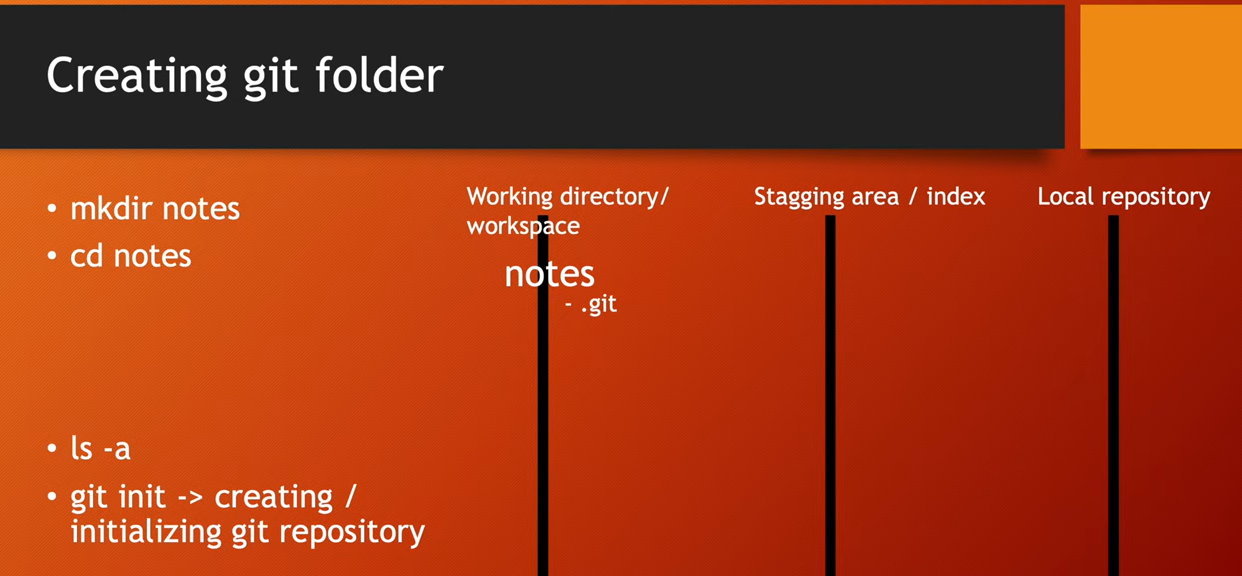 Creating git folder
• mkdir notes
• cd notes
• ls -a
• git init -> creating /
initializing git repository
Working directory/
workspace
notes
- .git
Stagging area / index
Local repository